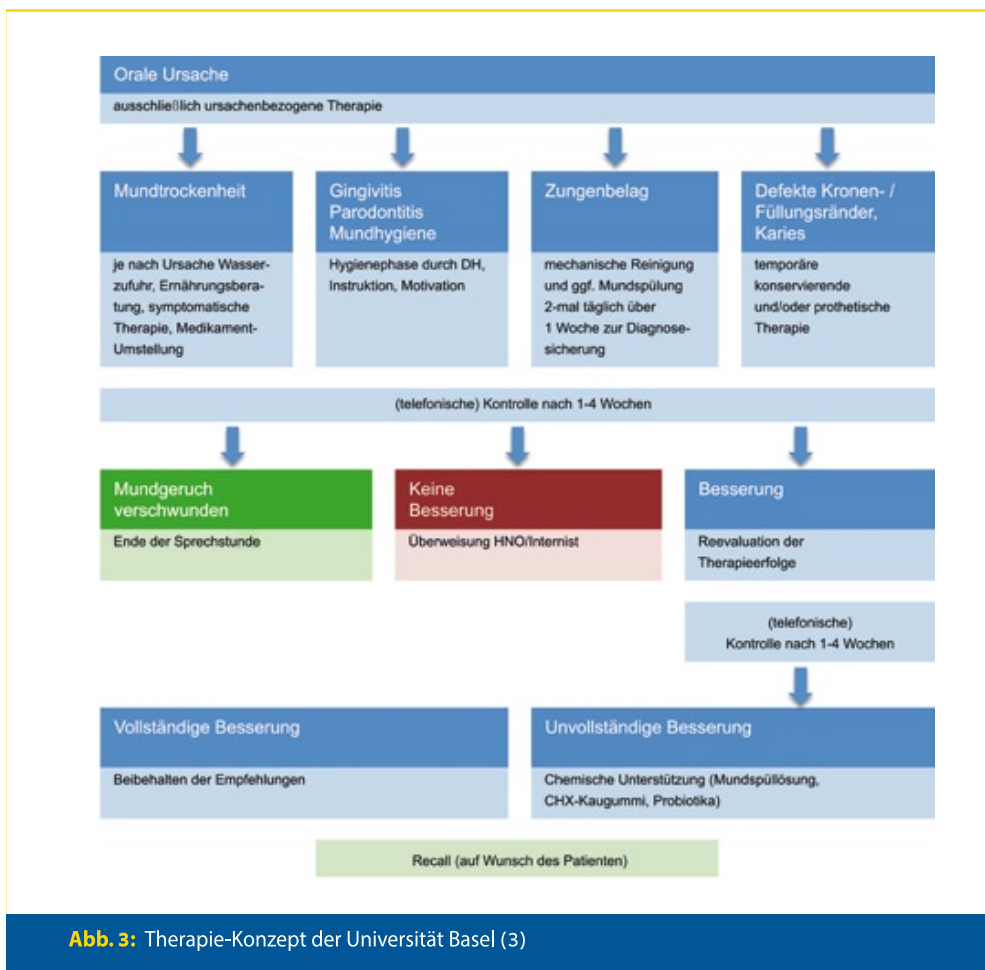 Orale Ursache
ausschließlich ursachenbezogene Therapie
Mundtrockenheit
je nach Ursache Wasser-
zufuhr, Ernährungsbera-
tung, symptomatische
Therapie, Medikament-
Umstellung
Gingivitis
Parodontitis
Mundhygiene
Hygienephase durch DH,
Instruktion, Motivation
Zungenbelag
mechanische Reinigung
und ggf. Mundspülung
2-mal täglich über
1 Woche zur Diagnose-
sicherung
Defekte Kronen- /
Füllungsränder,
Karies
temporäre
konservierende
und/oder prothetische
Therapie
(telefonische) Kontrolle nach 1-4 Wochen
Mundgeruch
verschwunden
Ende der Sprechstunde
Keine
Besserung
Überweisung HNO/Internist
Besserung
Reevaluation der
Therapieerfolge
(telefonische)
Kontrolle nach 1-4 Wochen
Vollständige Besserung
Beibehalten der Empfehlungen
Unvollständige Besserung
Chemische Unterstützung (Mundspüllösung,
CHX-Kaugummi, Probiotika)
Recall (auf Wunsch des Patienten)
Abb. 3: Therapie-Konzept der Universität Basel (3)